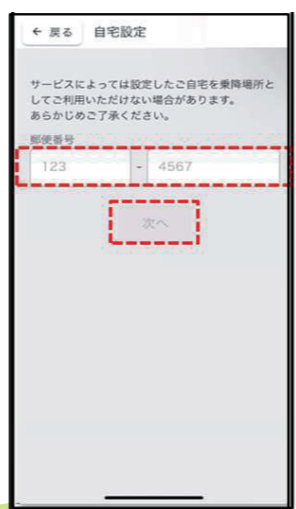 ← 戻る 自宅設定
サービスによっては設定したご自宅を乗降場所と
してご利用いただけない場合があります。
あらかじめご了承ください。
郵便番号
123 - 4567
次へ